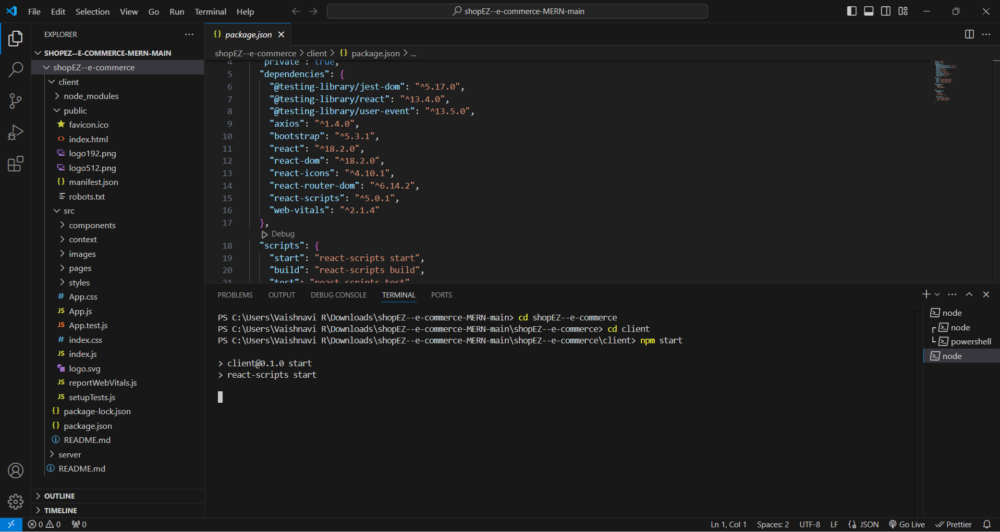 File Edit Selection View Go Run Terminal Help
shopEZ--e-commerce-MERN-main
EXPLORER
SHOPEZ--E-COMMERCE-MERN-MAIN
shopEZ--e-commerce
client
node_modules
public
favicon.ico
index.html
logo192.png
logo512.png
manifest.json
robots.txt
src
components
context
images
pages
styles
App.css
App.js
App.test.js
index.css
index.js
logo.svg
reportWebVitals.js
setupTests.js
package-lock.json
package.json
README.md
server
README.md
OUTLINE
TIMELINE
package.json
shopEZ--e-commerce > client > {} package.json > ...
4 "private": true,
5 "dependencies": {
6 "@testing-library/jest-dom": "^5.17.0",
7 "@testing-library/react": "^13.4.0",
8 "@testing-library/user-event": "^13.5.0",
9 "axios": "^1.4.0",
10 "bootstrap": "^5.3.1",
11 "react": "^18.2.0",
12 "react-dom": "^18.2.0",
13 "react-icons": "^4.10.1",
14 "react-router-dom": "^6.14.2",
15 "react-scripts": "^5.0.1",
16 "web-vitals": "^2.1.4"
17 },
Debug
18 "scripts": {
19 "start": "react-scripts start",
20 "build": "react-scripts build",
21 "test": "react-scripts test"
PROBLEMS OUTPUT DEBUG CONSOLE TERMINAL PORTS
PS C:\Users\Vaishnavi R\Downloads\shopEZ--e-commerce-MERN-main> cd shopEZ--e-commerce
PS C:\Users\Vaishnavi R\Downloads\shopEZ--e-commerce-MERN-main\shopEZ--e-commerce> cd client
PS C:\Users\Vaishnavi R\Downloads\shopEZ--e-commerce-MERN-main\shopEZ--e-commerce\client> npm start
> client@0.1.0 start
> react-scripts start
node
node
powershell
node
0 0 0
Ln 1, Col 1 Spaces: 2 UTF-8 LF {} JSON Go Live Prettier